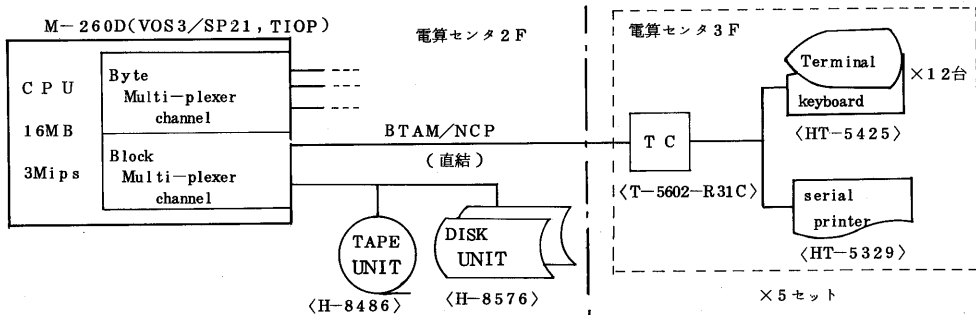 M-260D(VOS3/SP21,TIOP)
電算センタ2F
電算センタ3F
CPU
16MB
3Mips
Byte
Multi-plexer
channel
Block
Multi-plexer
channel
BTAM/NCP
(直結)
TAPE
UNIT
〈H-8486〉
DISK
UNIT
〈H-8576〉
TC
〈T-5602-R31C〉
Terminal
keyboard
×12台
〈HT-5425〉
serial
printer
〈HT-5329〉
×5セット